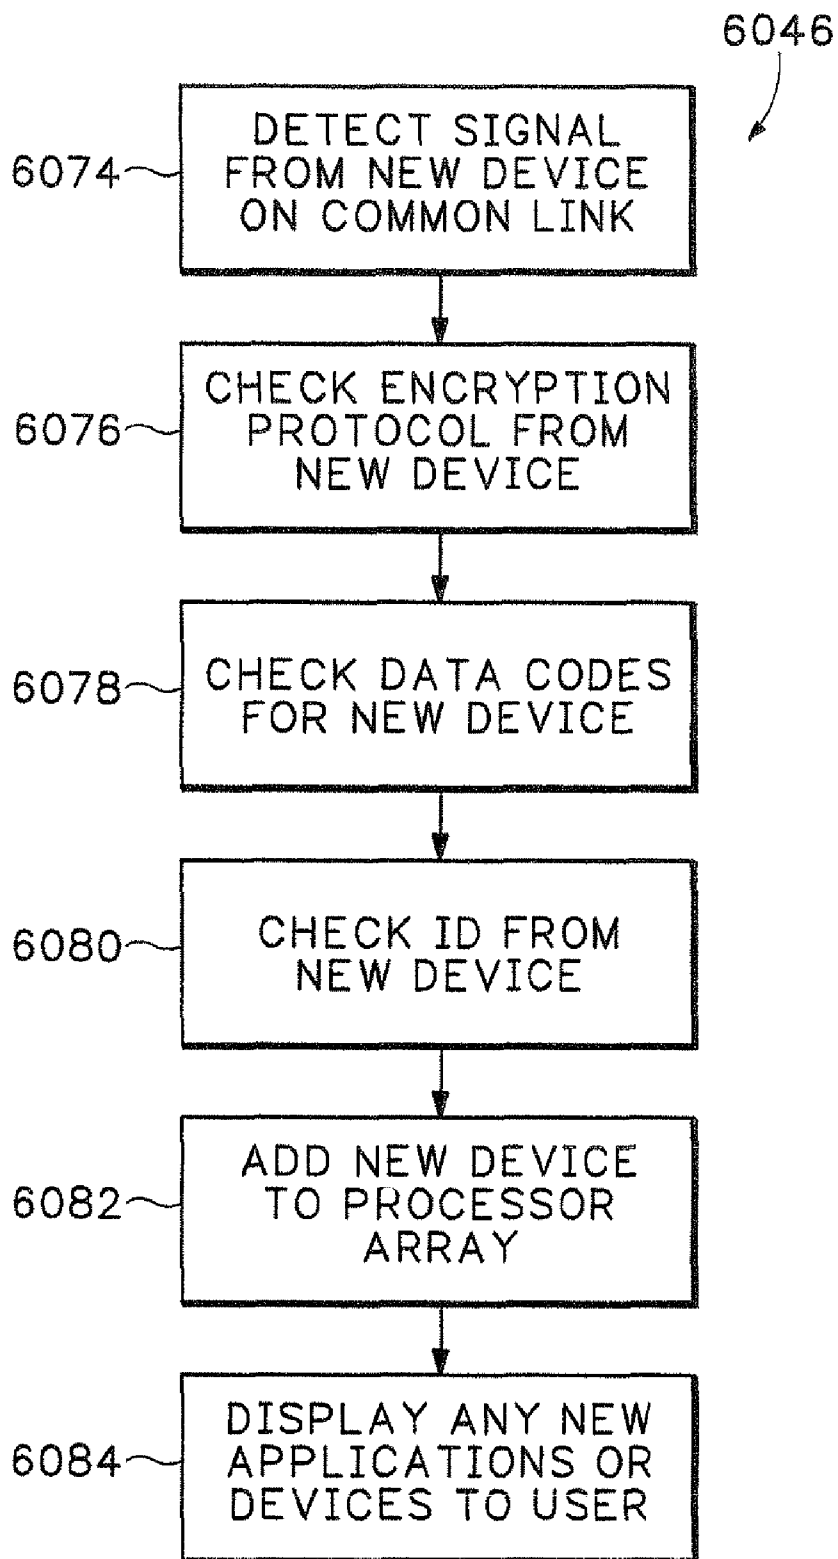 6046
6074
DETECT SIGNAL
FROM NEW DEVICE
ON COMMON LINK
6076
CHECK ENCRYPTION
PROTOCOL FROM
NEW DEVICE
6078
CHECK DATA CODES
FOR NEW DEVICE
6080
CHECK ID FROM
NEW DEVICE
6082
ADD NEW DEVICE
TO PROCESSOR
ARRAY
6084
DISPLAY ANY NEW
APPLICATIONS OR
DEVICES TO USER